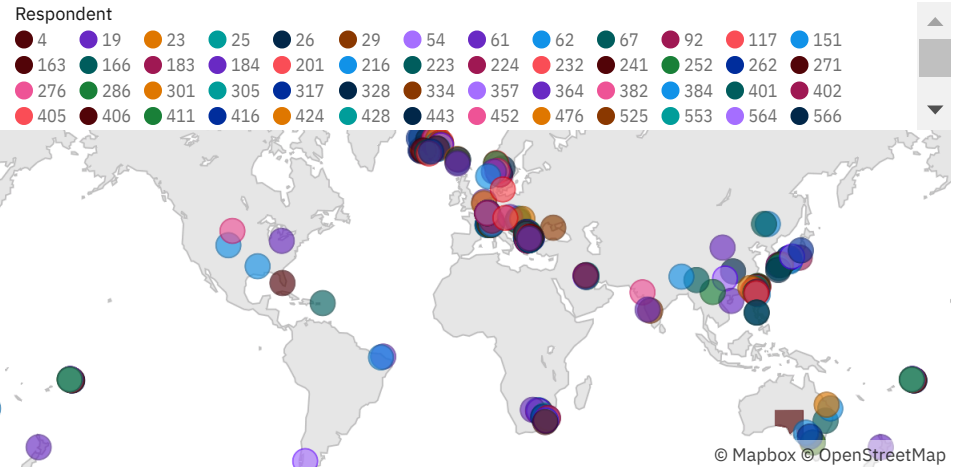 Respondent
4 19 23 25 26 29 54 61 62 67 92 117 151
163 166 183 184 201 216 223 224 232 241 252 262 271
276 286 301 305 317 328 334 357 364 382 384 401 402
405 406 411 416 424 428 443 452 476 525 553 564 566
© Mapbox © OpenStreetMap